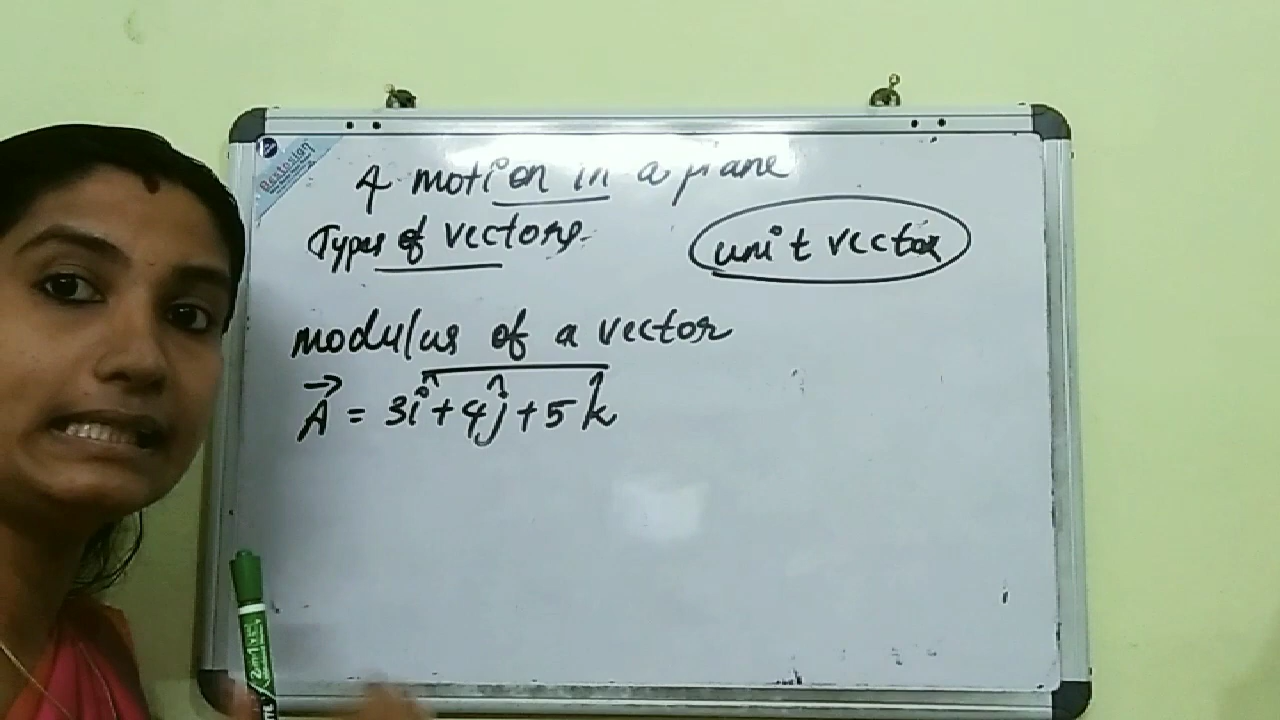 4 motion in a plane
Types of vectors
unit vector
modulus of a vector
A = 3î + 4ĵ + 5k̂